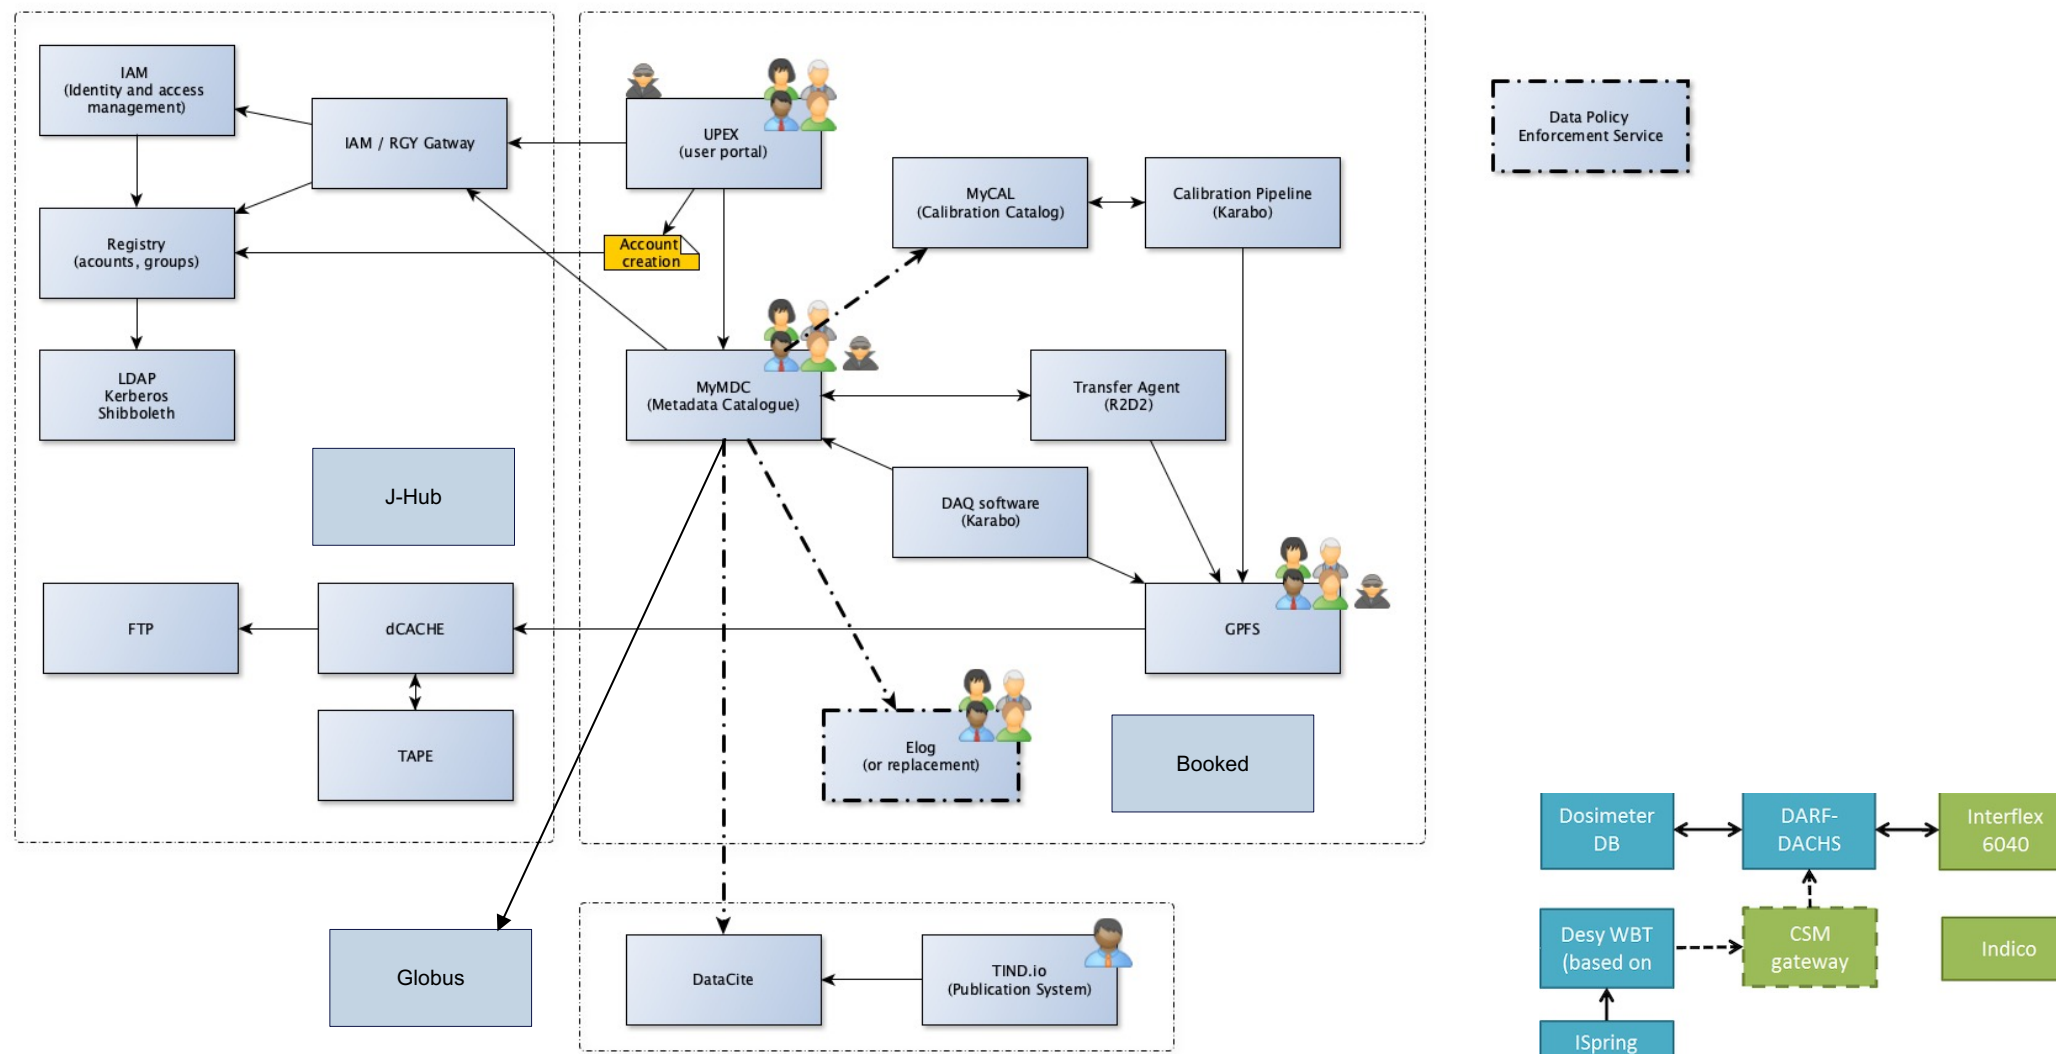 IAM
(Identity and access
management)
IAM / RGY Gatway
UPEX
(user portal)
Data Policy
Enforcement Service
MyCAL
(Calibration Catalog)
Calibration Pipeline
(Karabo)
Registry
(acounts, groups)
Account
creation
LDAP
Kerberos
Shibboleth
MyMDC
(Metadata Catalogue)
Transfer Agent
(R2D2)
J-Hub
DAQ software
(Karabo)
FTP
dCACHE
GPFS
TAPE
Elog
(or replacement)
Booked
Dosimeter
DB
DARF-
DACHS
Interflex
6040
Globus
DataCite
TIND.io
(Publication System)
Desy WBT
(based on
CSM
gateway
Indico
ISpring